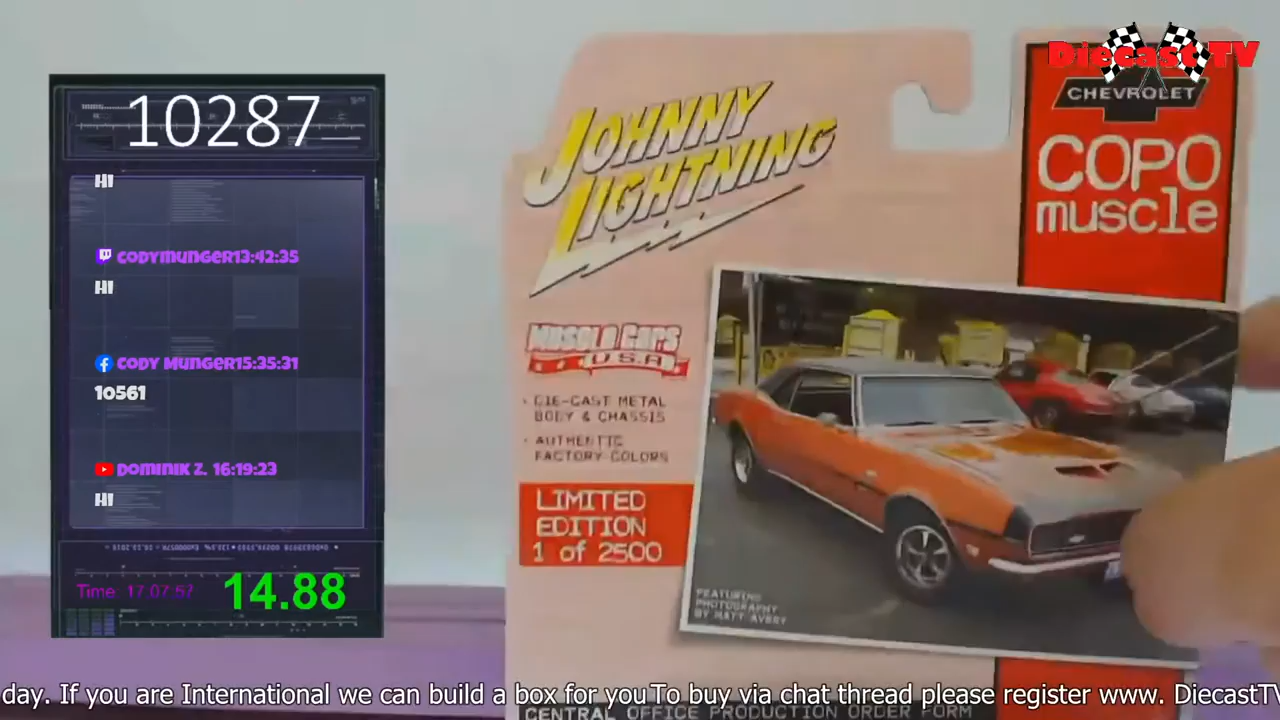 10287
HI
codymunger13:42:35
HI
Cody Munger15:35:31
10561
Dominik Z. 16:19:23
HI
Time: 17:07:57
14.88
Diecast TV
CHEVROLET
COPO
muscle
JOHNNY
LIGHTNING
MUSCLE CARS
U.S.A.
• DIE-CAST METAL
BODY & CHASSIS
• AUTHENTIC
FACTORY COLORS
LIMITED
EDITION
1 of 2500
FEATURING
PHOTOGRAPHY
BY MATT AVERY
day. If you are International we can build a box for youTo buy via chat thread please register www. DiecastTV
CENTRAL OFFICE PRODUCTION ORDER FORM